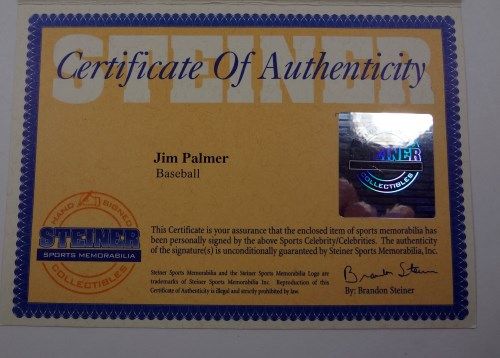 STEINER
Certificate Of Authenticity
Jim Palmer
Baseball
STEINER
COLLECTIBLES
HAND SIGNED
STEINER
SPORTS MEMORABILIA
COLLECTIBLES
This Certificate is your assurance that the enclosed item of sports memorabilia has
been personally signed by the above Sports Celebrity/Celebrities. The authenticity
of the signature(s) is unconditionally guaranteed by Steiner Sports Memorabilia, Inc.
Steiner Sports Memorabilia and the Steiner Sports Memorabilia Logo are
trademarks of Steiner Sports Memorabilia Inc. Reproduction of this
Certificate of Authenticity is illegal and strictly prohibited by law.
Brandon Steiner
By: Brandon Steiner